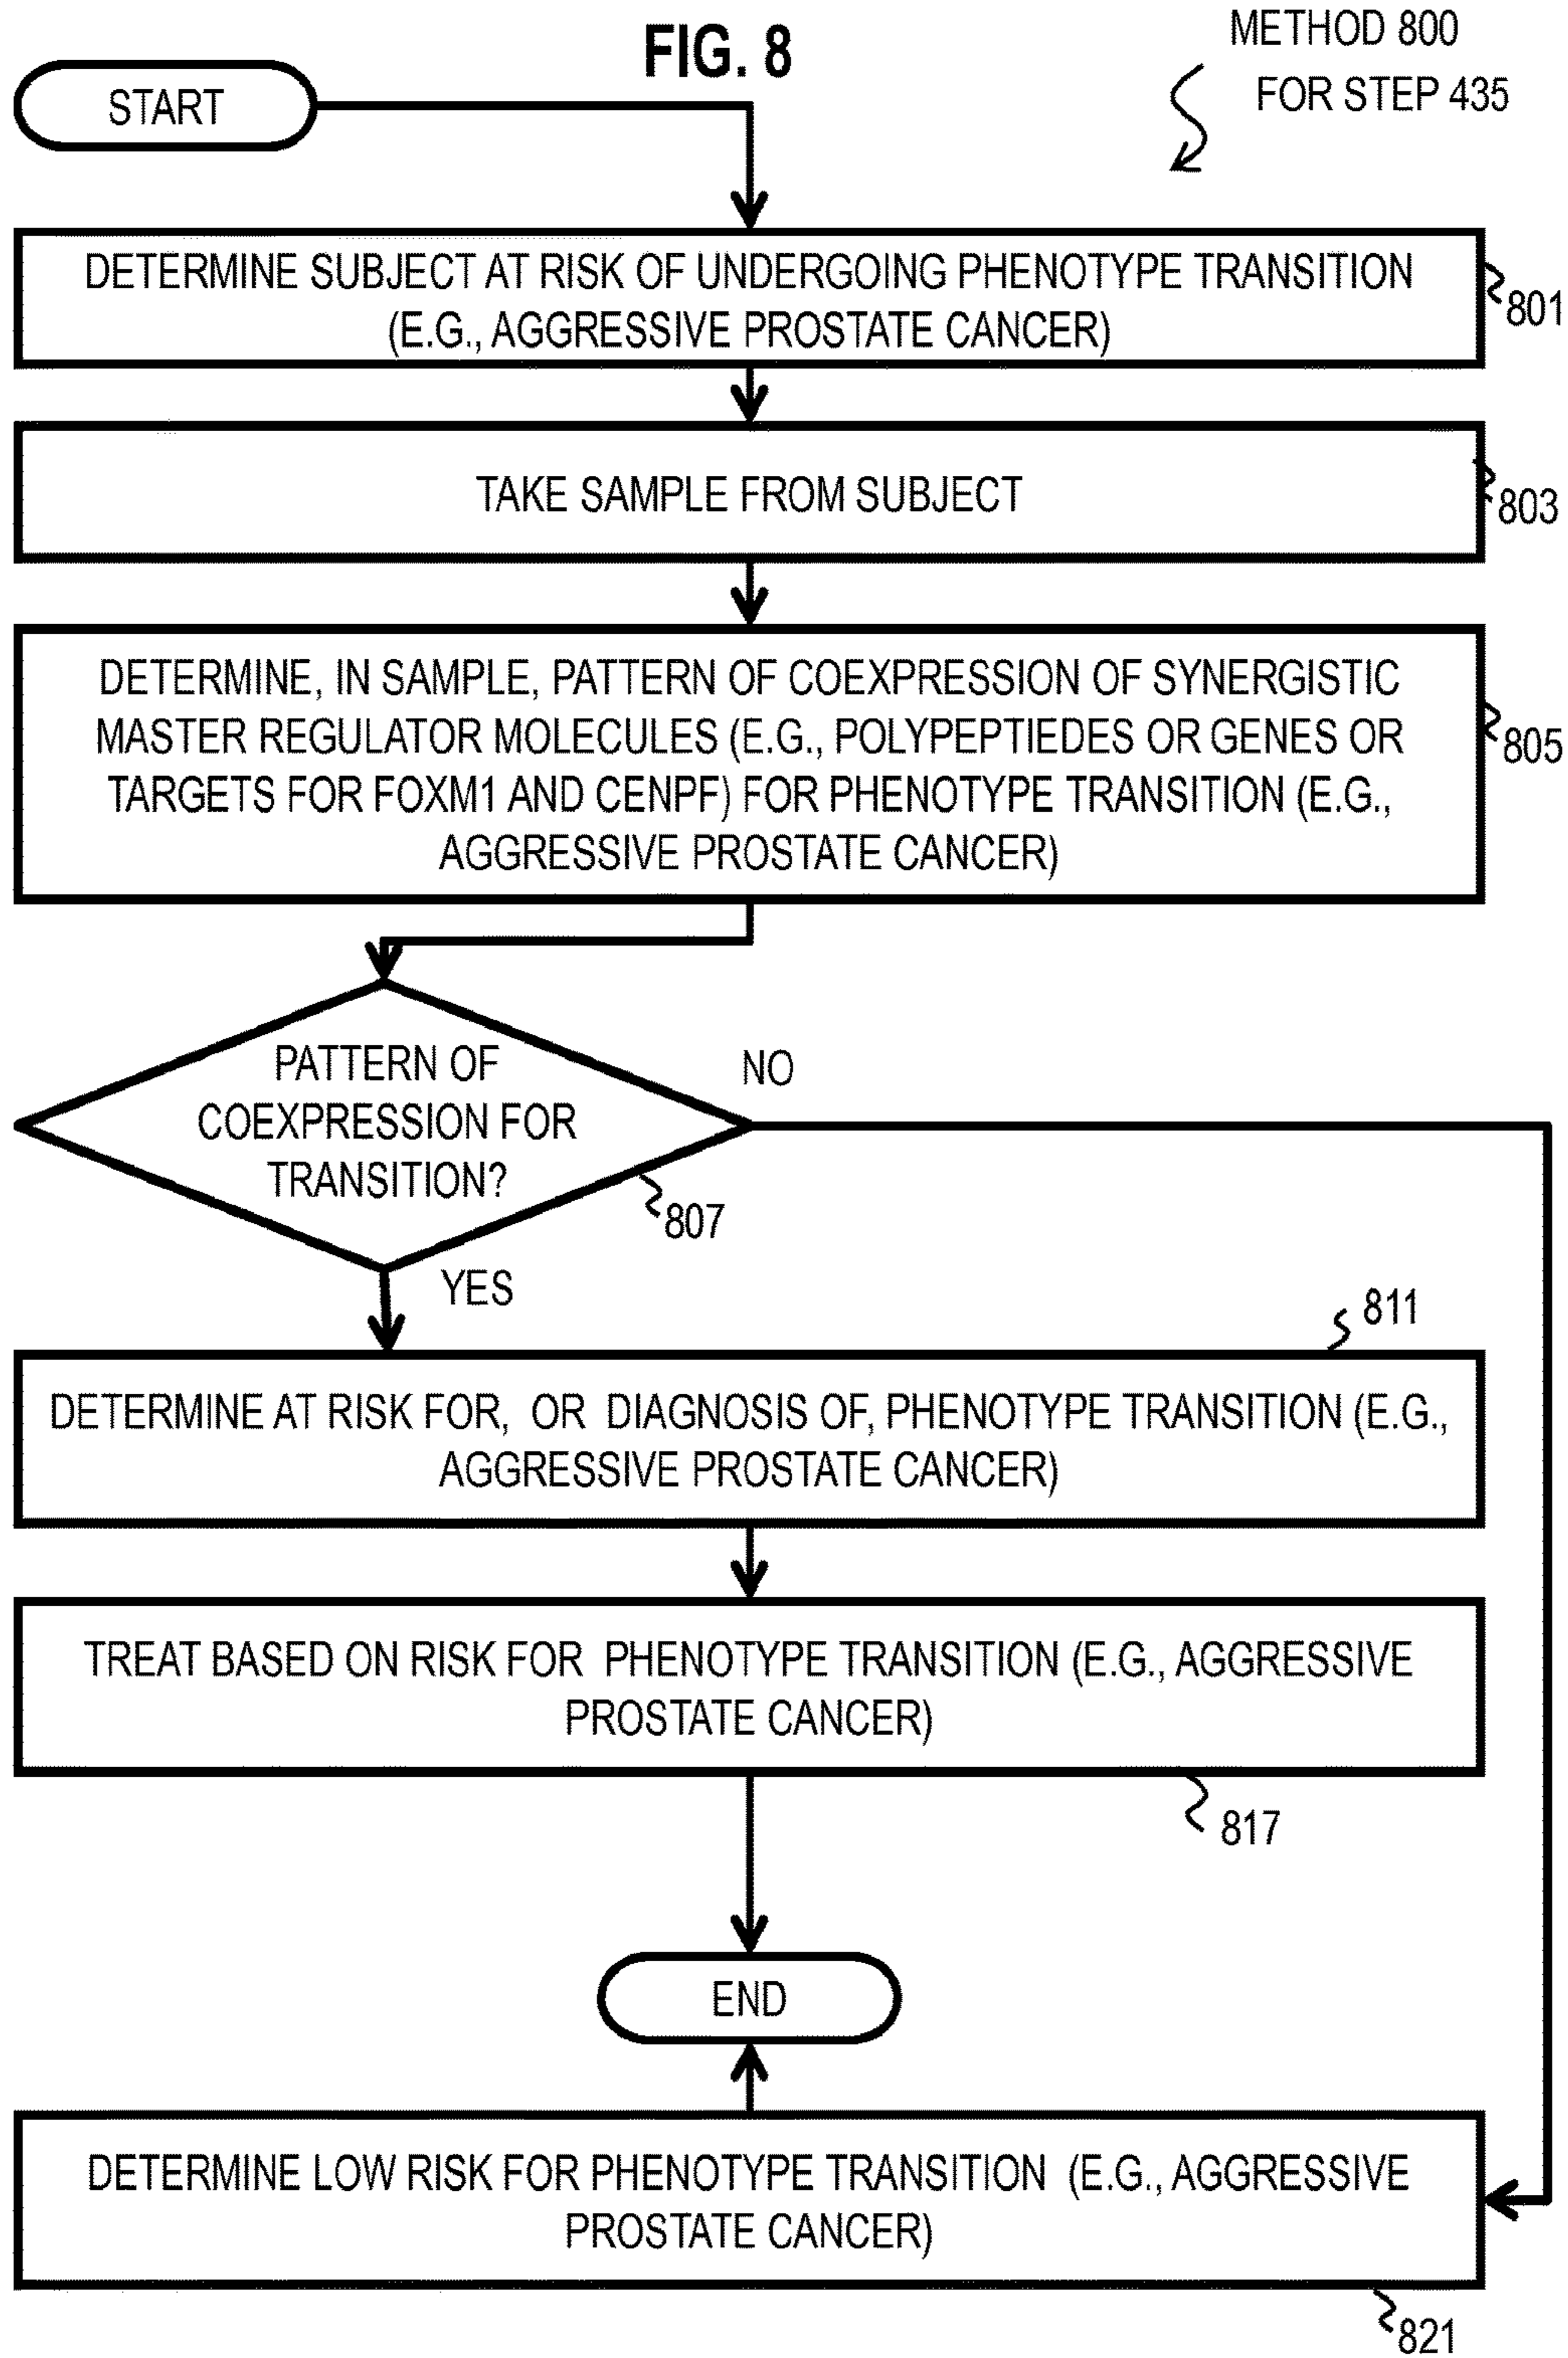 FIG. 8
METHOD 800
FOR STEP 435
START
DETERMINE SUBJECT AT RISK OF UNDERGOING PHENOTYPE TRANSITION
(E.G., AGGRESSIVE PROSTATE CANCER)
801
TAKE SAMPLE FROM SUBJECT
803
DETERMINE, IN SAMPLE, PATTERN OF COEXPRESSION OF SYNERGISTIC
MASTER REGULATOR MOLECULES (E.G., POLYPEPTIEDES OR GENES OR
TARGETS FOR FOXM1 AND CENPF) FOR PHENOTYPE TRANSITION (E.G.,
AGGRESSIVE PROSTATE CANCER)
805
PATTERN OF
COEXPRESSION FOR
TRANSITION?
NO
807
YES
811
DETERMINE AT RISK FOR, OR DIAGNOSIS OF, PHENOTYPE TRANSITION (E.G.,
AGGRESSIVE PROSTATE CANCER)
TREAT BASED ON RISK FOR PHENOTYPE TRANSITION (E.G., AGGRESSIVE
PROSTATE CANCER)
817
END
DETERMINE LOW RISK FOR PHENOTYPE TRANSITION (E.G., AGGRESSIVE
PROSTATE CANCER)
821